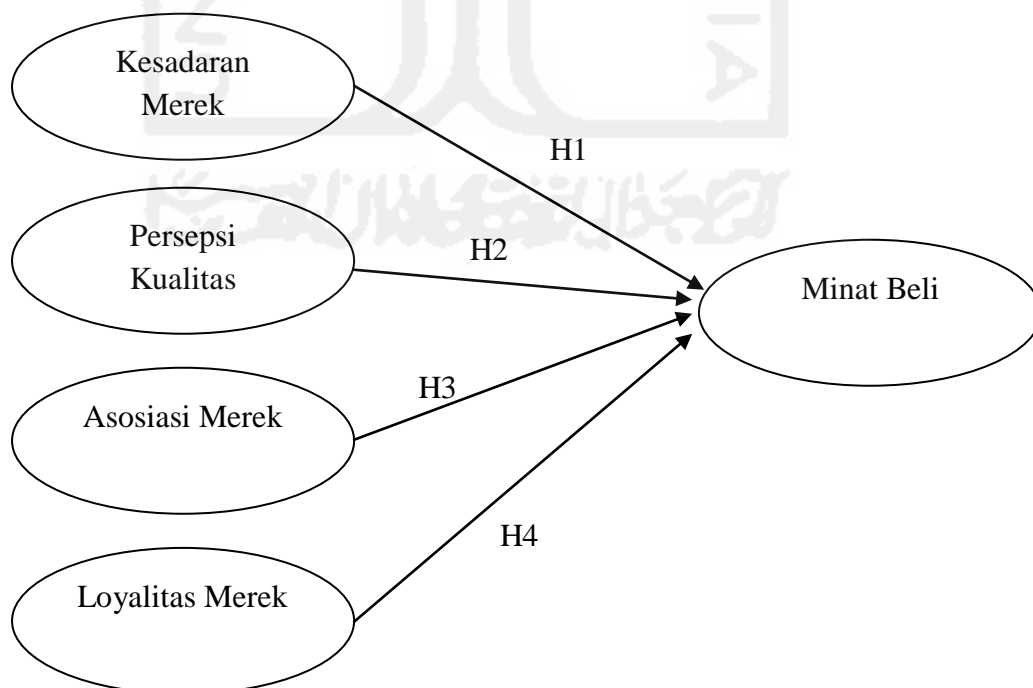 Kesadaran
Merek
H1
Persepsi
Kualitas
H2
Minat Beli
H3
Asosiasi Merek
H4
Loyalitas Merek